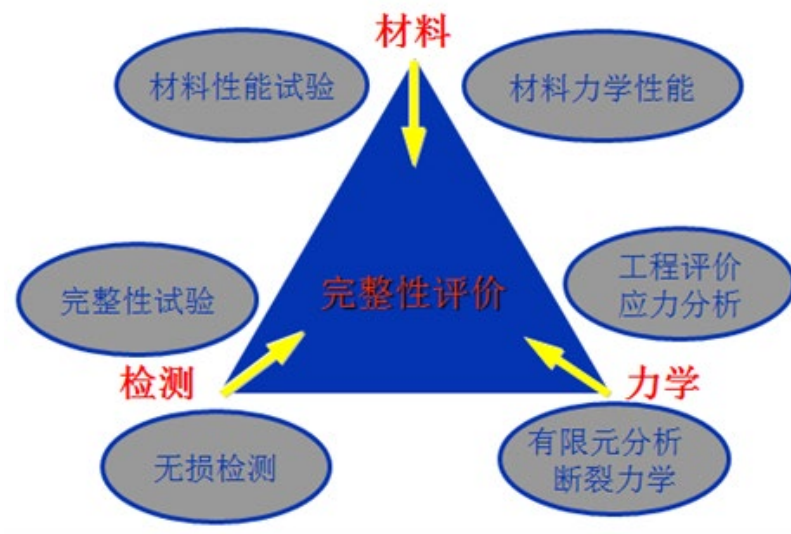 材料
材料性能试验
材料力学性能
完整性试验
完整性评价
工程评价
应力分析
检测
力学
无损检测
有限元分析
断裂力学